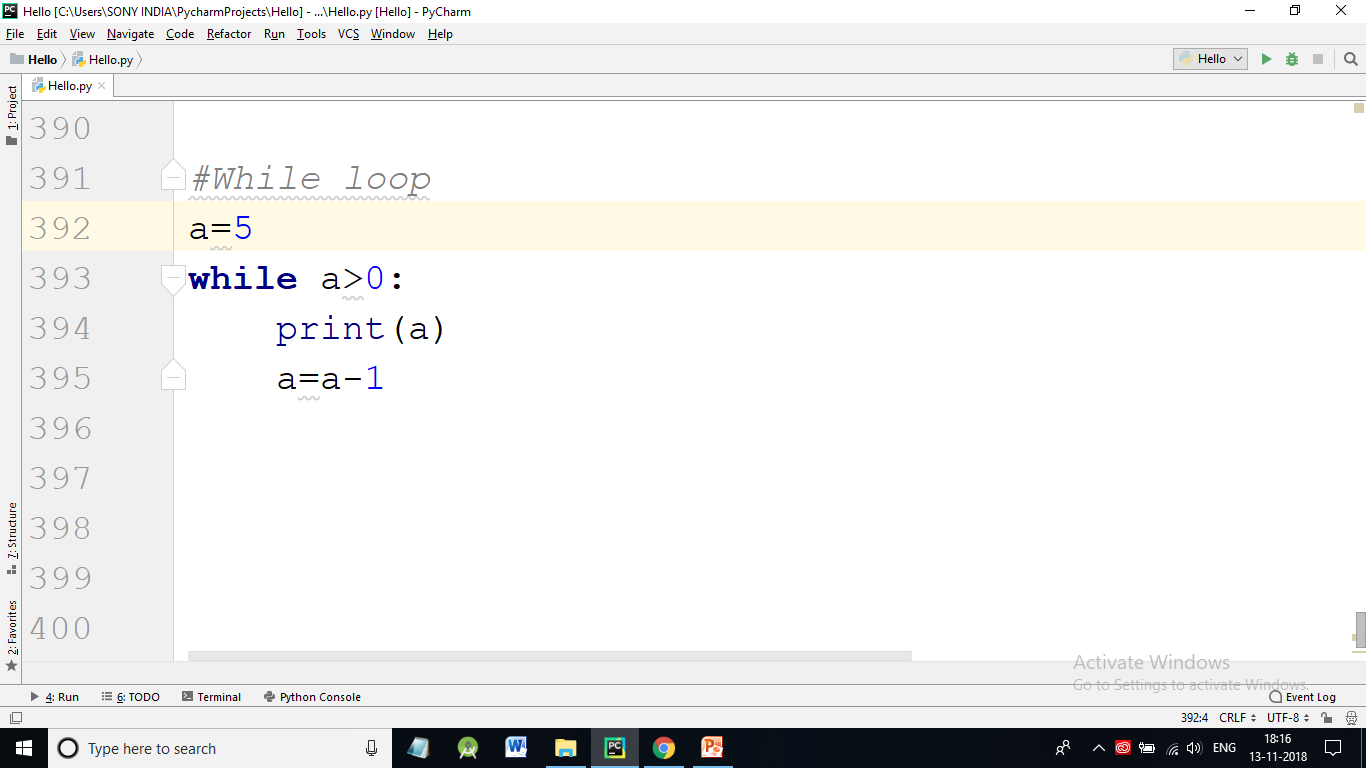 Hello [C:\Users\SONY INDIA\PycharmProjects\Hello] - ...\Hello.py [Hello] - PyCharm
File Edit View Navigate Code Refactor Run Tools VCS Window Help
Hello Hello.py Hello
Hello.py
1: Project
390
391 #While loop
392 a=5
393 while a>0:
394     print(a)
395     a=a-1
396
397
398
399
400
7: Structure
2: Favorites
Activate Windows
Go to Settings to activate Windows.
4: Run 6: TODO Terminal Python Console Event Log
392:4 CRLF UTF-8
Type here to search
ENG 18:16
13-11-2018